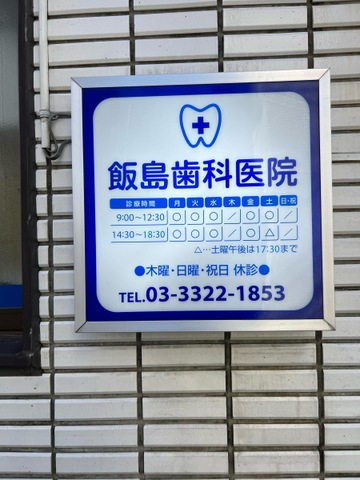 飯島歯科医院
診療時間 月 火 水 木 金 土 日・祝
9:00~12:30 ○ ○ ○ / ○ ○ /
14:30~18:30 ○ ○ ○ / ○ △ /
△…土曜午後は17:30まで
●木曜・日曜・祝日 休診●
TEL.03-3322-1853